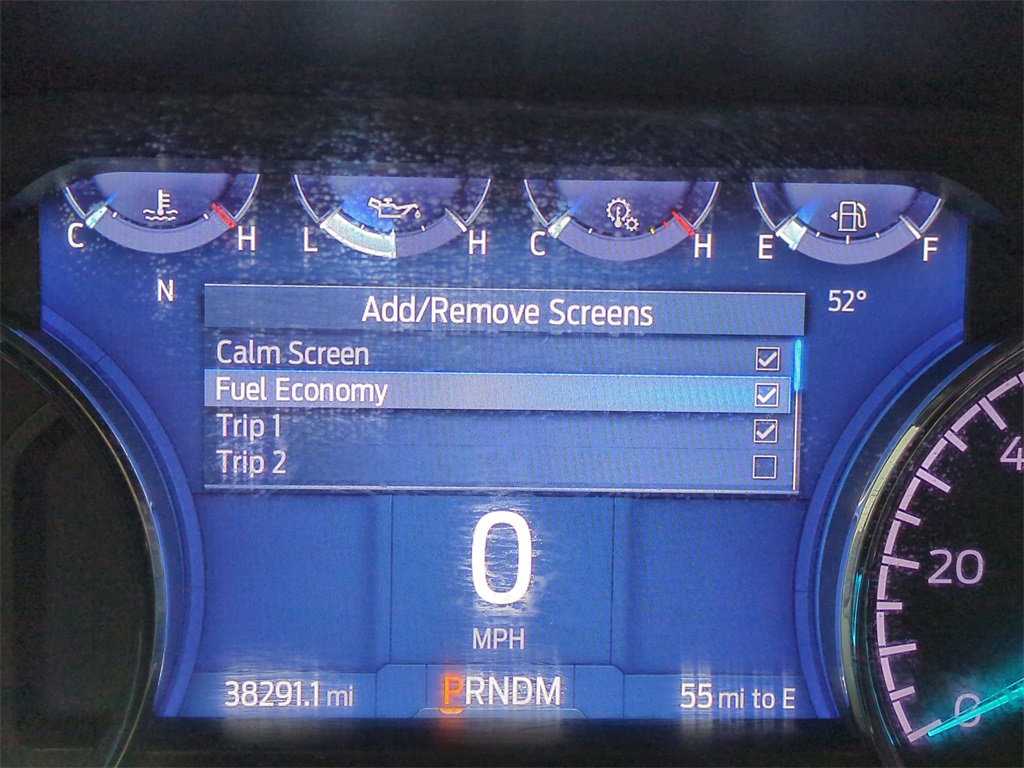 C H L H C H E F
N 52°
Add/Remove Screens
Calm Screen
Fuel Economy
Trip 1
Trip 2
0
MPH
38291.1 mi PRNDM 55 mi to E
4
20
0